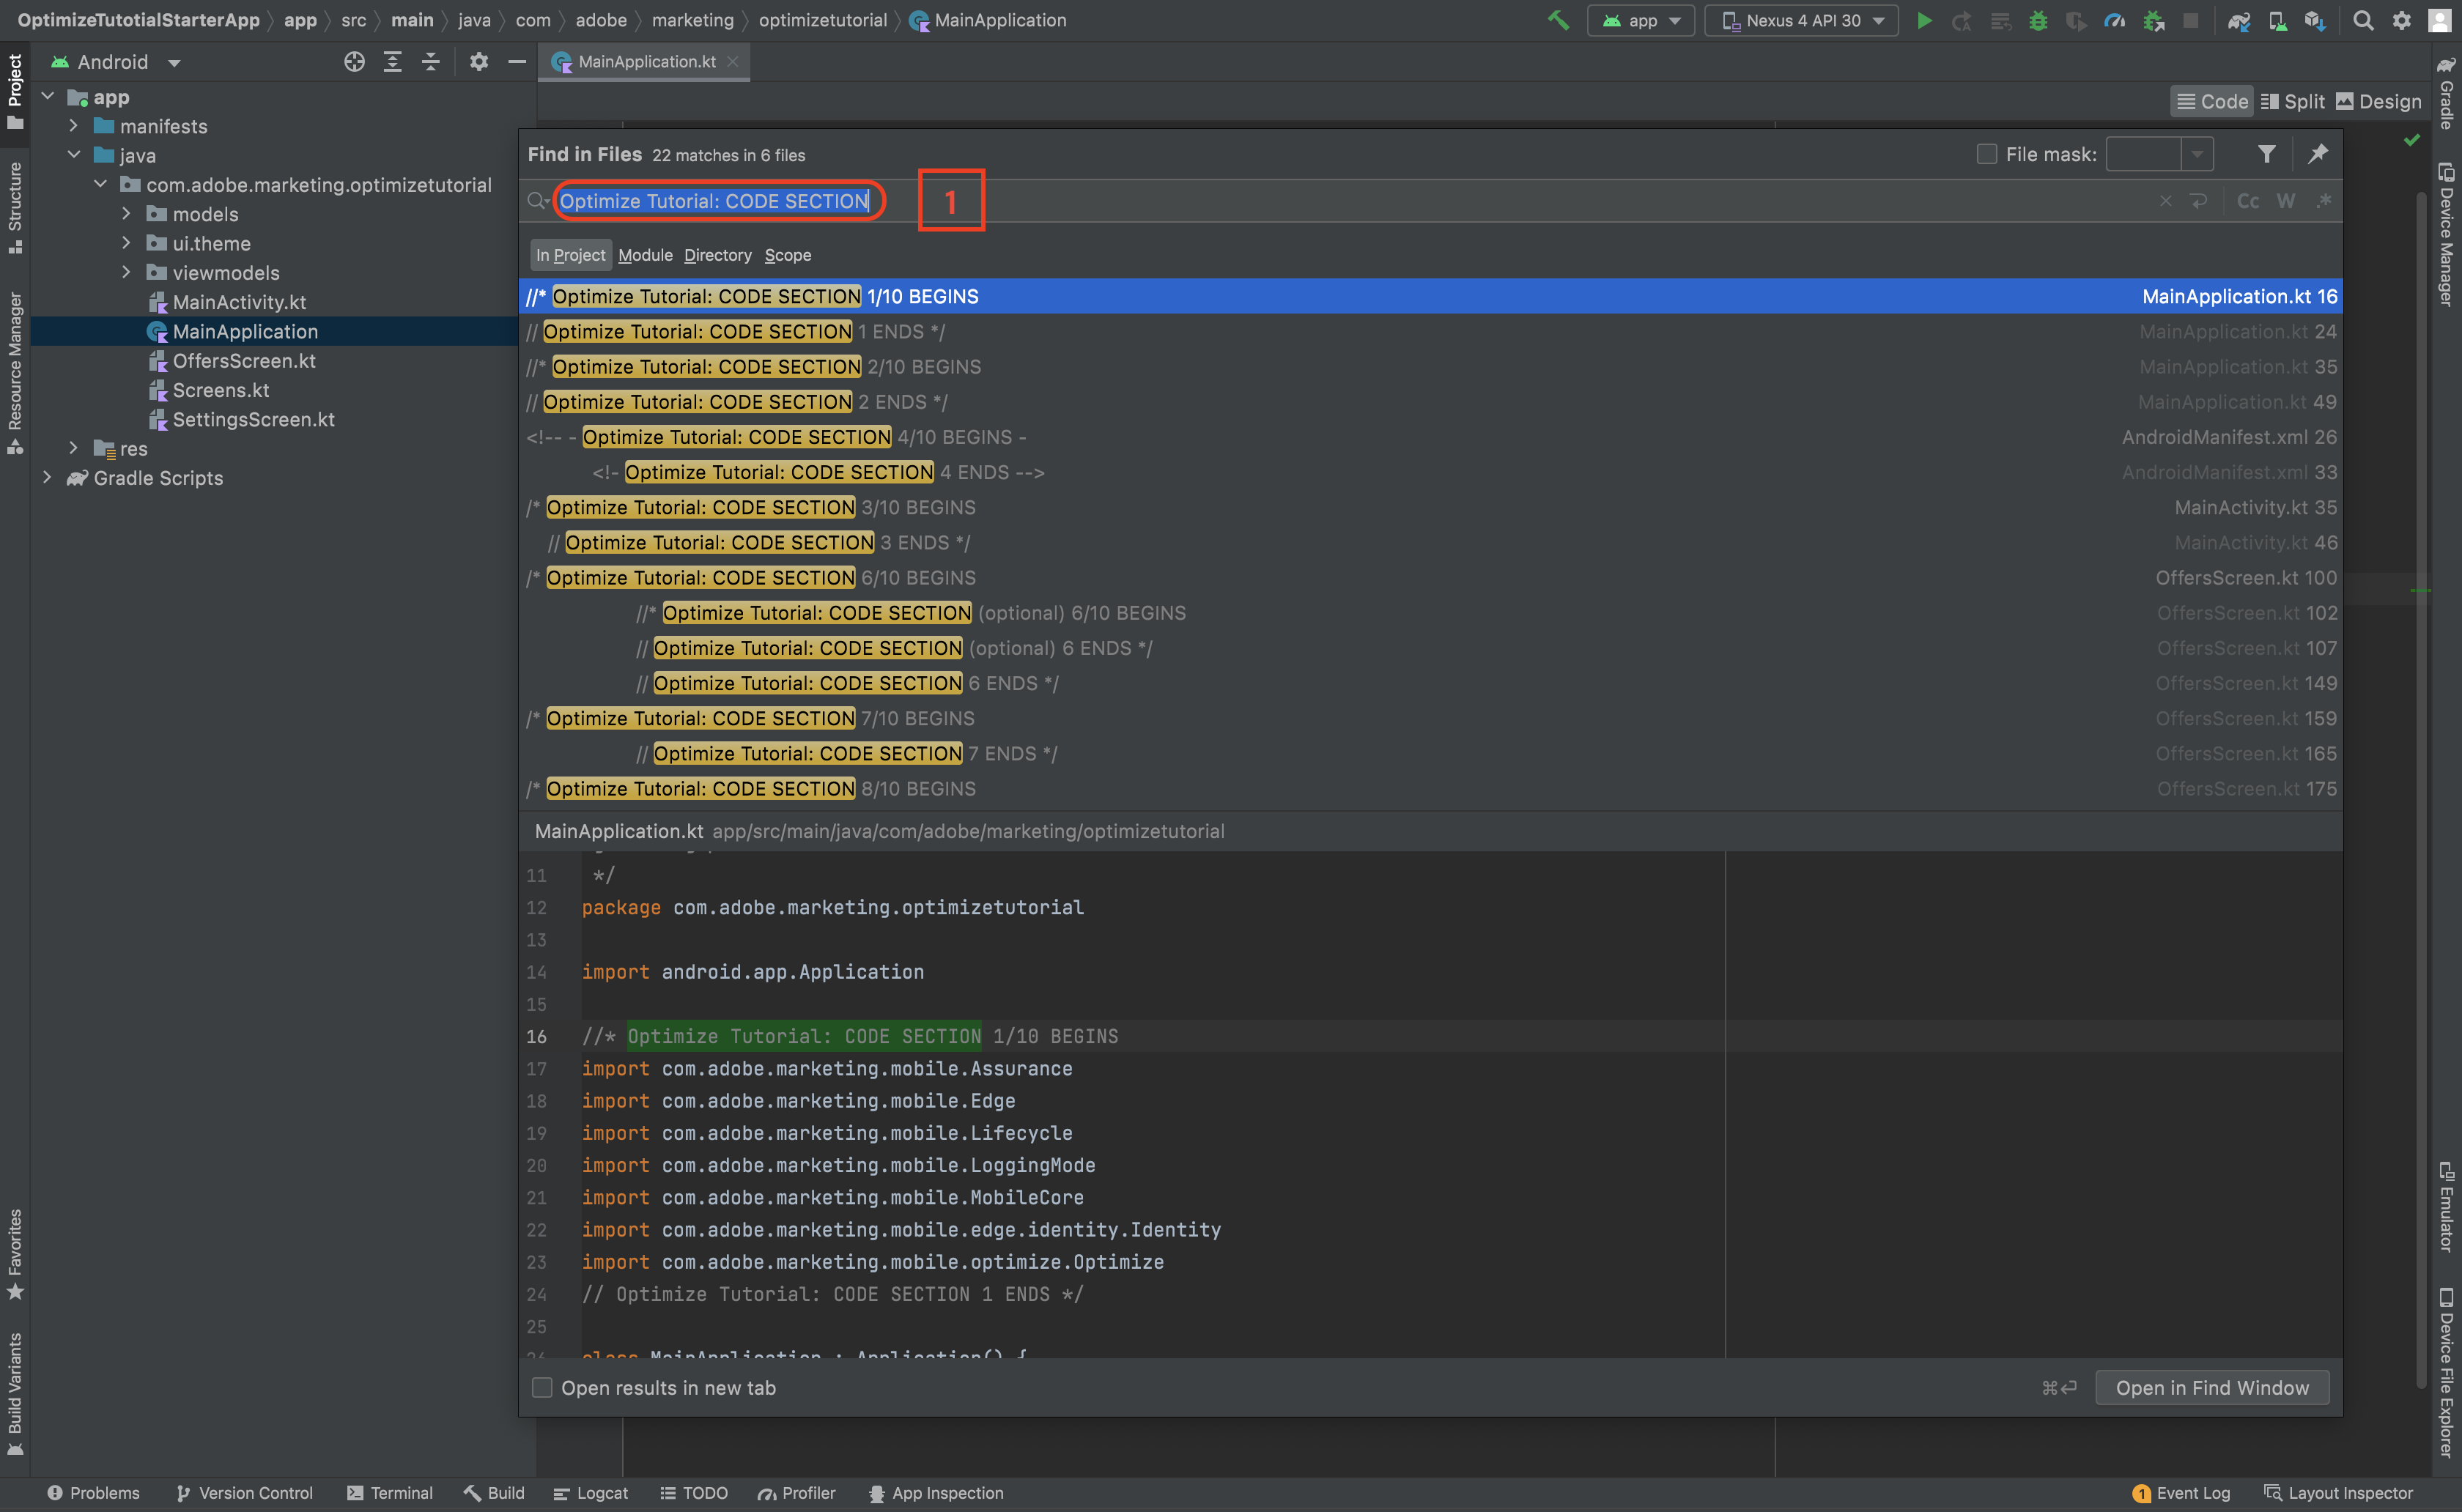 OptimizeTutotialStarterApp app src main java com adobe marketing optimizetutorial MainApplication app Nexus 4 API 30
Project
Android
MainApplication.kt
Code Split Design
app
manifests
java
com.adobe.marketing.optimizetutorial
models
ui.theme
viewmodels
MainActivity.kt
MainApplication
OffersScreen.kt
Screens.kt
SettingsScreen.kt
res
Gradle Scripts
Structure
Resource Manager
Favorites
Build Variants
Find in Files 22 matches in 6 files File mask:
Optimize Tutorial: CODE SECTION 1 Cc W .*
In Project Module Directory Scope
//* Optimize Tutorial: CODE SECTION 1/10 BEGINS MainApplication.kt 16
// Optimize Tutorial: CODE SECTION 1 ENDS */ MainApplication.kt 24
//* Optimize Tutorial: CODE SECTION 2/10 BEGINS MainApplication.kt 35
// Optimize Tutorial: CODE SECTION 2 ENDS */ MainApplication.kt 49
<!-- - Optimize Tutorial: CODE SECTION 4/10 BEGINS - AndroidManifest.xml 26
<!- Optimize Tutorial: CODE SECTION 4 ENDS --> AndroidManifest.xml 33
/* Optimize Tutorial: CODE SECTION 3/10 BEGINS MainActivity.kt 35
// Optimize Tutorial: CODE SECTION 3 ENDS */ MainActivity.kt 46
/* Optimize Tutorial: CODE SECTION 6/10 BEGINS OffersScreen.kt 100
//* Optimize Tutorial: CODE SECTION (optional) 6/10 BEGINS OffersScreen.kt 102
// Optimize Tutorial: CODE SECTION (optional) 6 ENDS */ OffersScreen.kt 107
// Optimize Tutorial: CODE SECTION 6 ENDS */ OffersScreen.kt 149
/* Optimize Tutorial: CODE SECTION 7/10 BEGINS OffersScreen.kt 159
// Optimize Tutorial: CODE SECTION 7 ENDS */ OffersScreen.kt 165
/* Optimize Tutorial: CODE SECTION 8/10 BEGINS OffersScreen.kt 175
MainApplication.kt app/src/main/java/com/adobe/marketing/optimizetutorial
11 */
12 package com.adobe.marketing.optimizetutorial
13
14 import android.app.Application
15
16 //* Optimize Tutorial: CODE SECTION 1/10 BEGINS
17 import com.adobe.marketing.mobile.Assurance
18 import com.adobe.marketing.mobile.Edge
19 import com.adobe.marketing.mobile.Lifecycle
20 import com.adobe.marketing.mobile.LoggingMode
21 import com.adobe.marketing.mobile.MobileCore
22 import com.adobe.marketing.mobile.edge.identity.Identity
23 import com.adobe.marketing.mobile.optimize.Optimize
24 // Optimize Tutorial: CODE SECTION 1 ENDS */
25
26 class MainApplication : Application() {
Open results in new tab ⌘↩ Open in Find Window
Gradle
Device Manager
Emulator
Device File Explorer
Problems Version Control Terminal Build Logcat TODO Profiler App Inspection 1 Event Log Layout Inspector